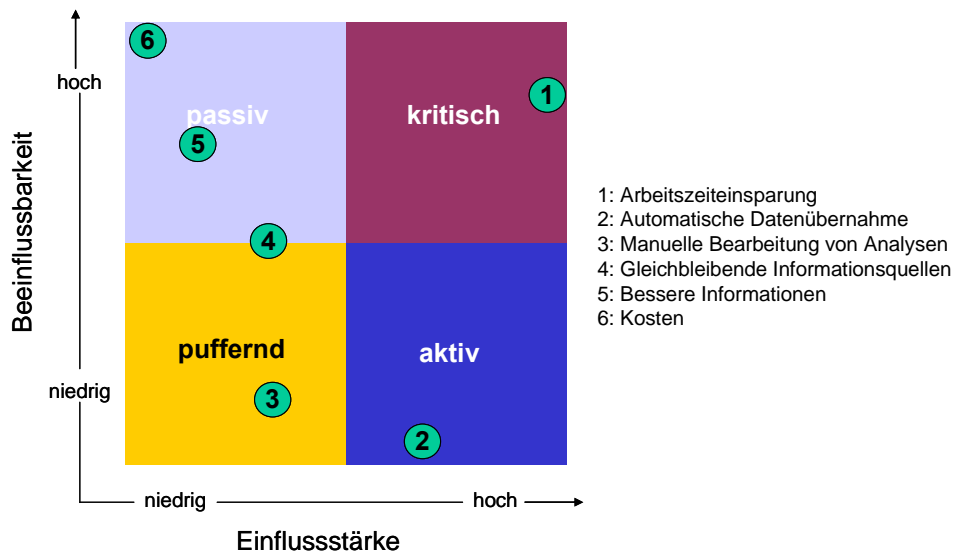 6
hoch
1
passiv
kritisch
5
Beeinflussbarkeit
1: Arbeitszeiteinsparung
2: Automatische Datenübernahme
3: Manuelle Bearbeitung von Analysen
4: Gleichbleibende Informationsquellen
5: Bessere Informationen
6: Kosten
4
puffernd
aktiv
niedrig
3
2
niedrig
hoch
Einflussstärke